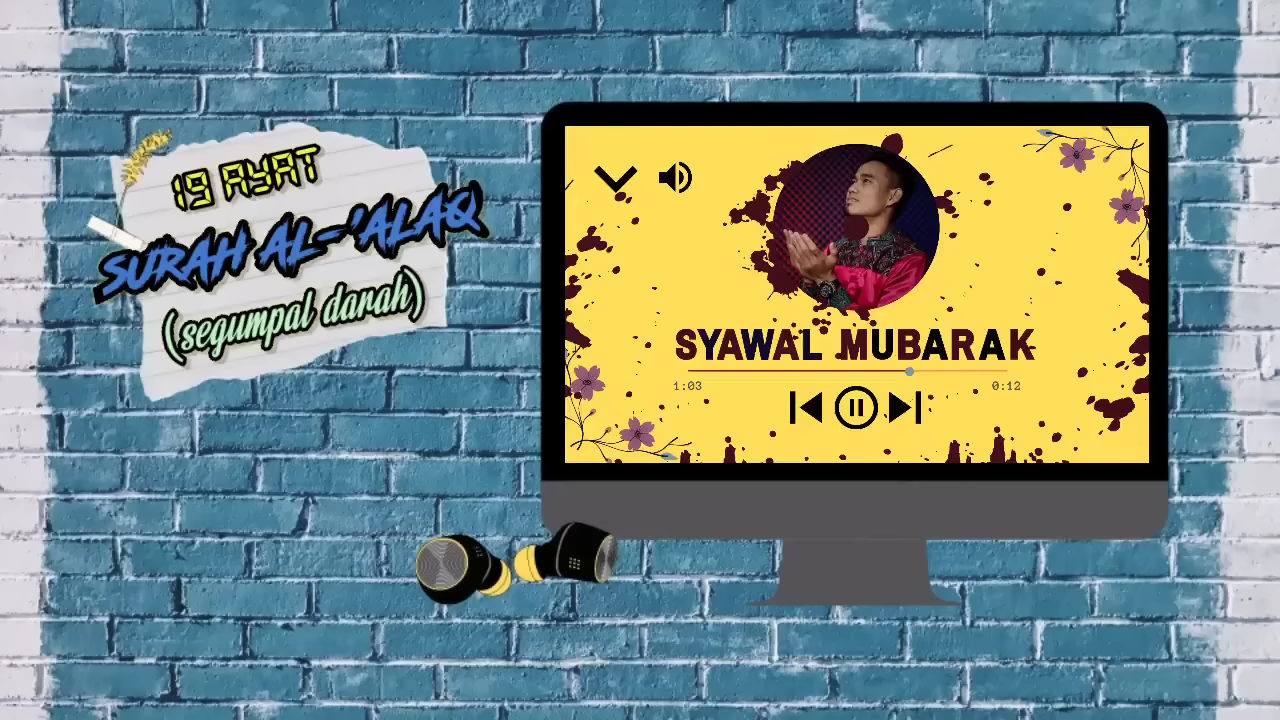 19 AYAT
SURAH AL-'ALAQ
(segumpal darah)
SYAWAL MUBARAK
1:03
0:12